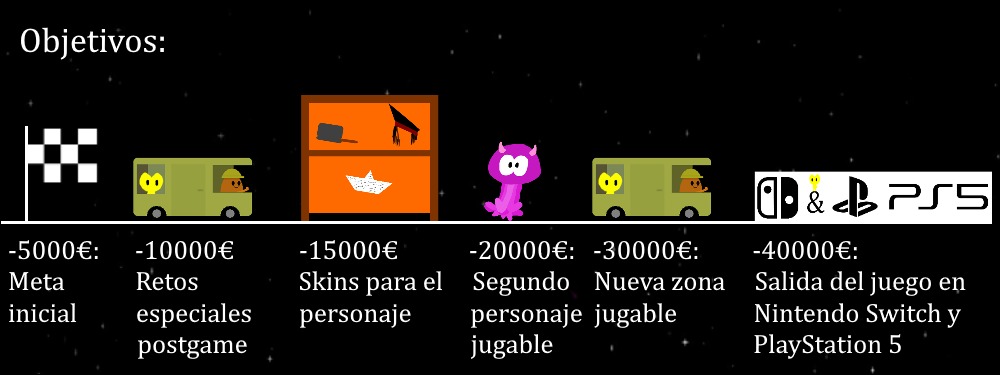 Objetivos:
& PS5
-5000€:
Meta
inicial
-10000€
Retos
especiales
postgame
-15000€
Skins para el
personaje
-20000€:
Segundo
personaje
jugable
-30000€:
Nueva zona
jugable
-40000€:
Salida del juego en
Nintendo Switch y
PlayStation 5